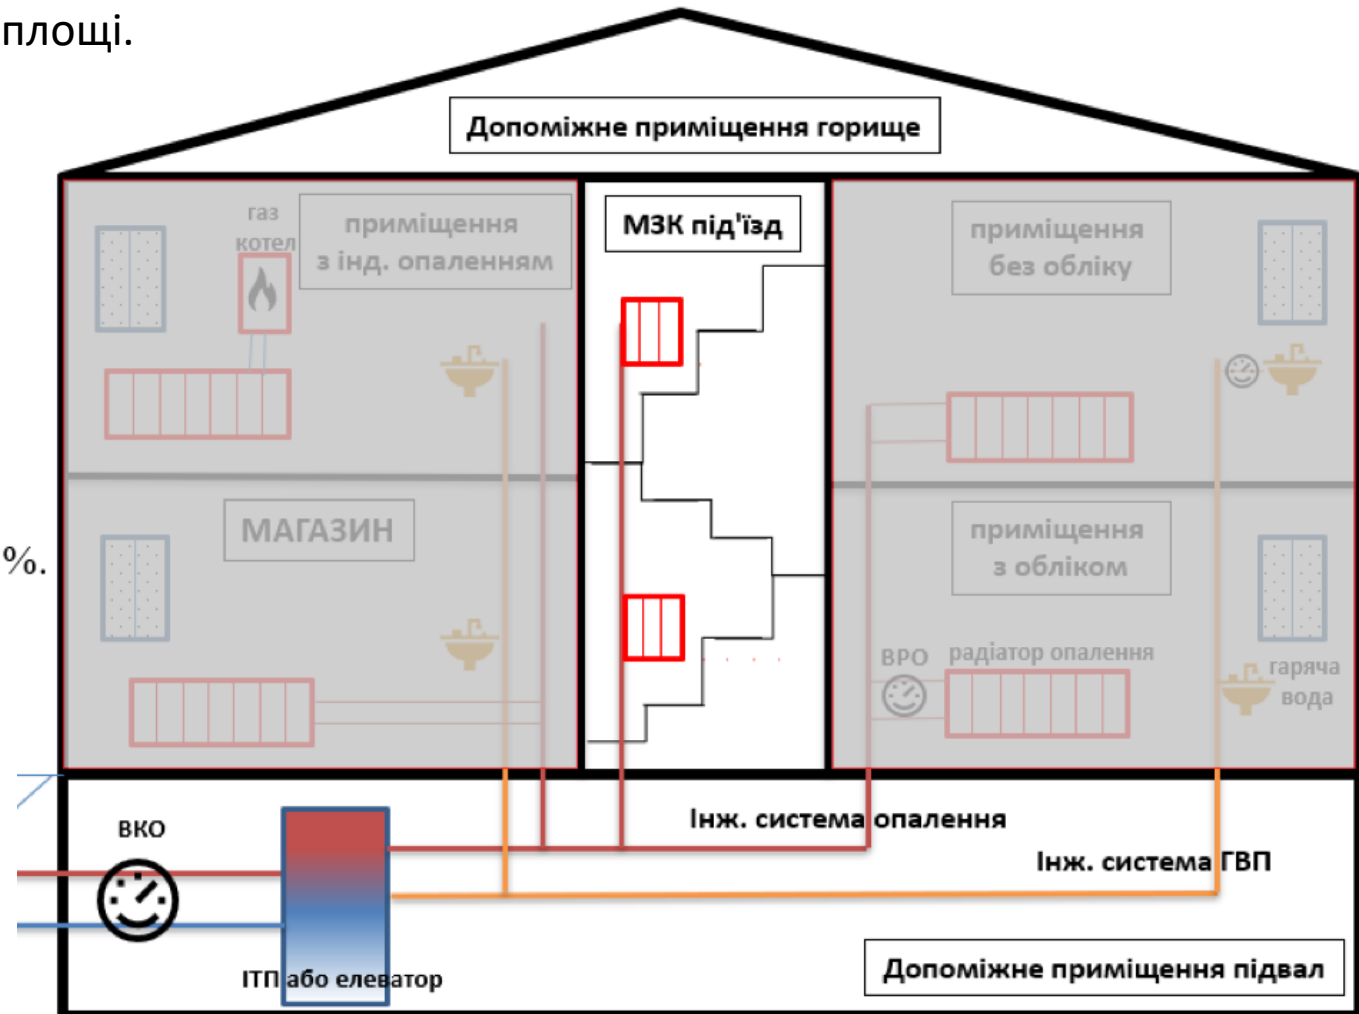 площі.
Допоміжне приміщення горище
газ
котел
приміщення
з інд. опаленням
МЗК під'їзд
приміщення
без обліку
МАГАЗИН
приміщення
з обліком
%.
ВРО
радіатор опалення
гаряча
вода
ВКО
Інж. система опалення
Інж. система ГВП
ІТП або елеватор
Допоміжне приміщення підвал